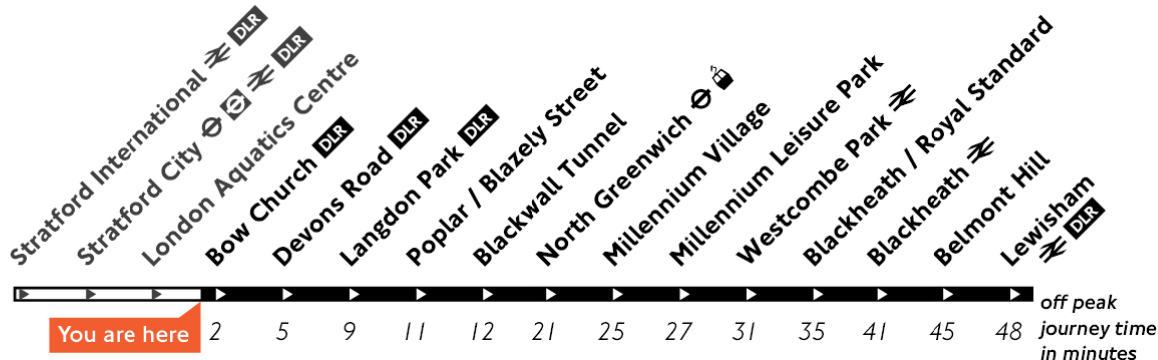 Stratford International DLR
Stratford City DLR
London Aquatics Centre
Bow Church DLR
Devons Road DLR
Langdon Park DLR
Poplar / Blazely Street
Blackwall Tunnel
North Greenwich
Millennium Village
Millennium Leisure Park
Westcombe Park
Blackheath / Royal Standard
Blackheath
Belmont Hill
Lewisham
DLR
You are here
2 5 9 11 12 21 25 27 31 35 41 45 48
off peak
journey time
in minutes